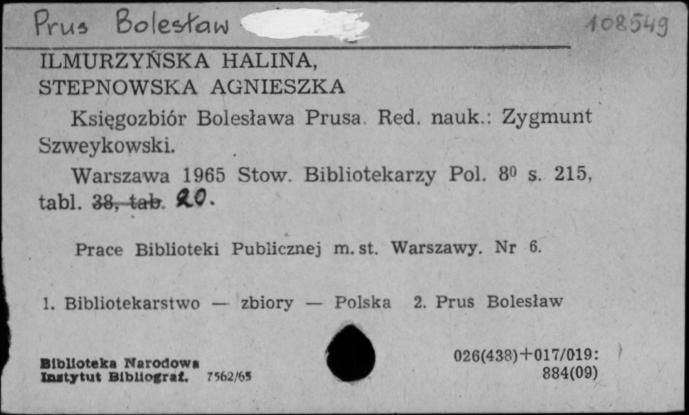 Prus Bolesław 108549
ILMURZYŃSKA HALINA,
STEPNOWSKA AGNIESZKA
Księgozbiór Bolesława Prusa. Red. nauk.: Zygmunt
Szweykowski.
Warszawa 1965 Stow. Bibliotekarzy Pol. 8⁰ s. 215,
tabl. 38, tab. 20.
Prace Biblioteki Publicznej m. st. Warszawy. Nr 6.
1. Bibliotekarstwo — zbiory — Polska 2. Prus Bolesław
Biblioteka Narodowa 026(438)+017/019:
Instytut Bibliograf. 7562/65 884(09)